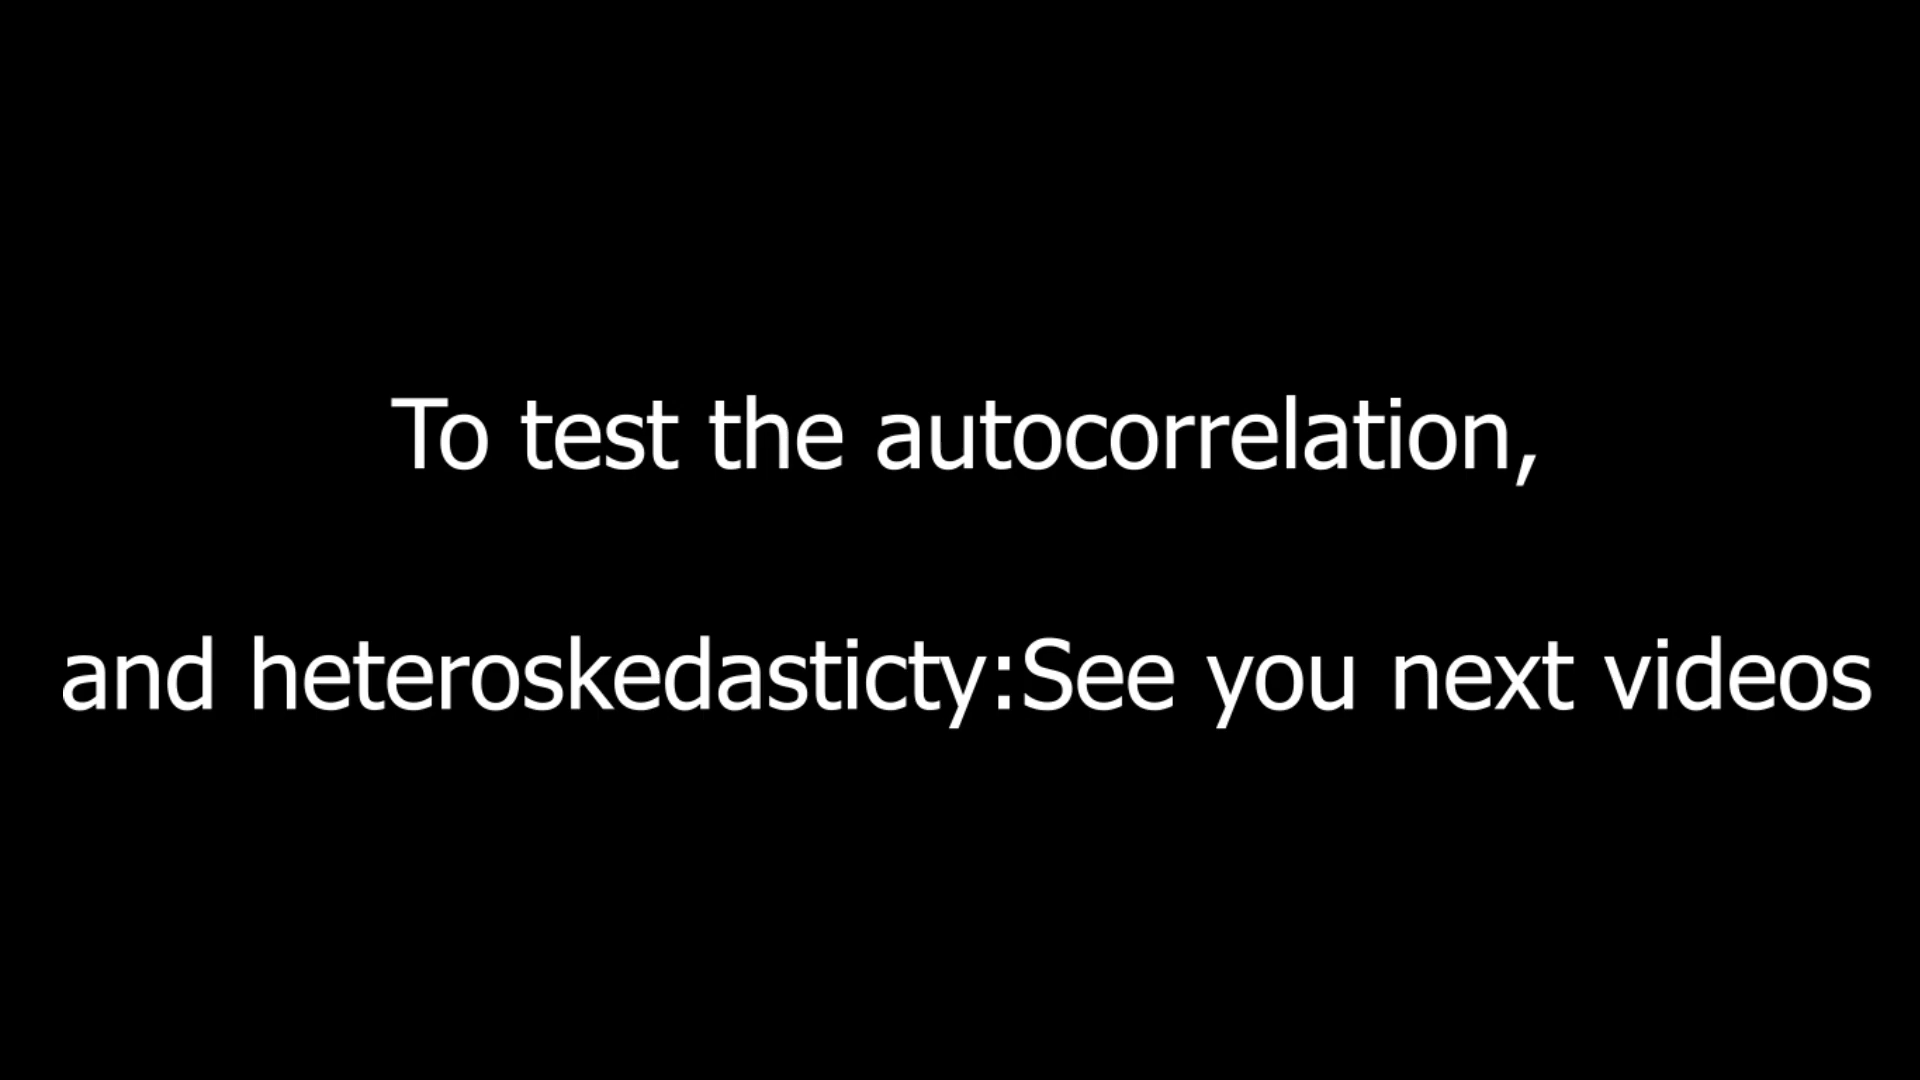 To test the autocorrelation,
and heteroskedasticty:See you next videos